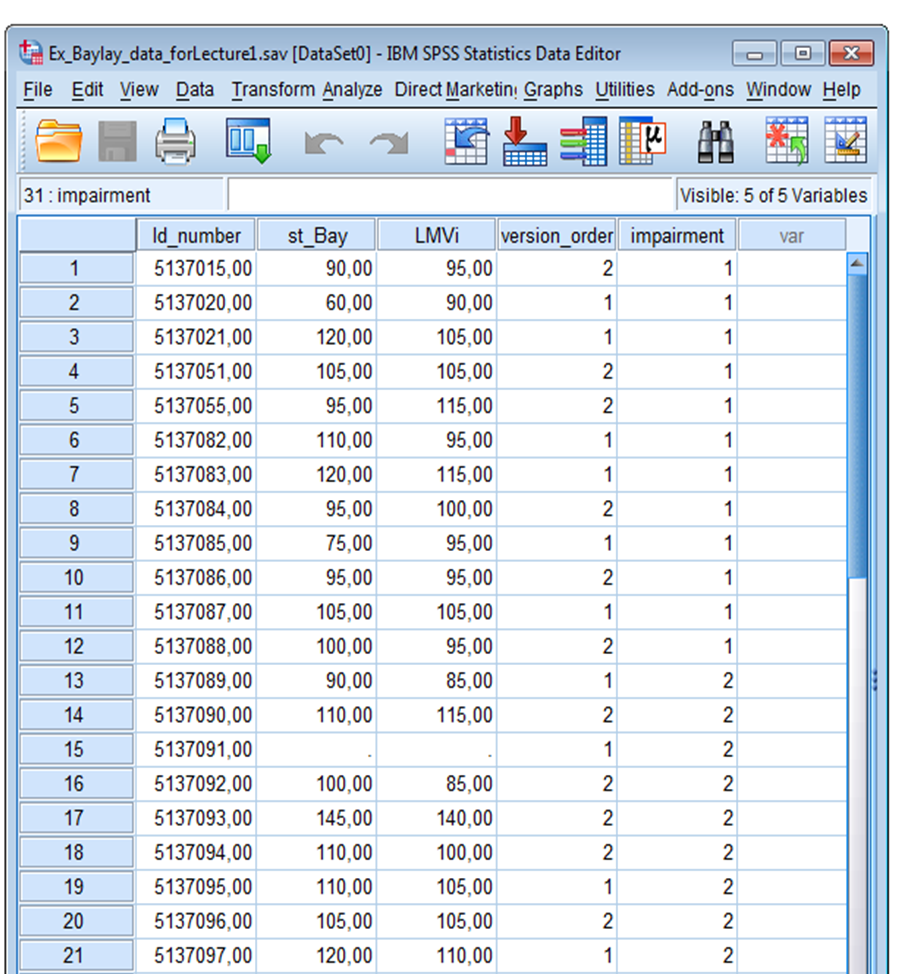 Ex_Baylay_data_forLecture1.sav [DataSet0] - IBM SPSS Statistics Data Editor
File Edit View Data Transform Analyze Direct Marketing Graphs Utilities Add-ons Window Help
31 : impairment Visible: 5 of 5 Variables
Id_number st_Bay LMVi version_order impairment var
1 5137015,00 90,00 95,00 2 1
2 5137020,00 60,00 90,00 1 1
3 5137021,00 120,00 105,00 1 1
4 5137051,00 105,00 105,00 2 1
5 5137055,00 95,00 115,00 2 1
6 5137082,00 110,00 95,00 1 1
7 5137083,00 120,00 115,00 1 1
8 5137084,00 95,00 100,00 2 1
9 5137085,00 75,00 95,00 1 1
10 5137086,00 95,00 95,00 2 1
11 5137087,00 105,00 105,00 1 1
12 5137088,00 100,00 95,00 2 1
13 5137089,00 90,00 85,00 1 2
14 5137090,00 110,00 115,00 2 2
15 5137091,00 . . 1 2
16 5137092,00 100,00 85,00 2 2
17 5137093,00 145,00 140,00 2 2
18 5137094,00 110,00 100,00 2 2
19 5137095,00 110,00 105,00 1 2
20 5137096,00 105,00 105,00 2 2
21 5137097,00 120,00 110,00 1 2